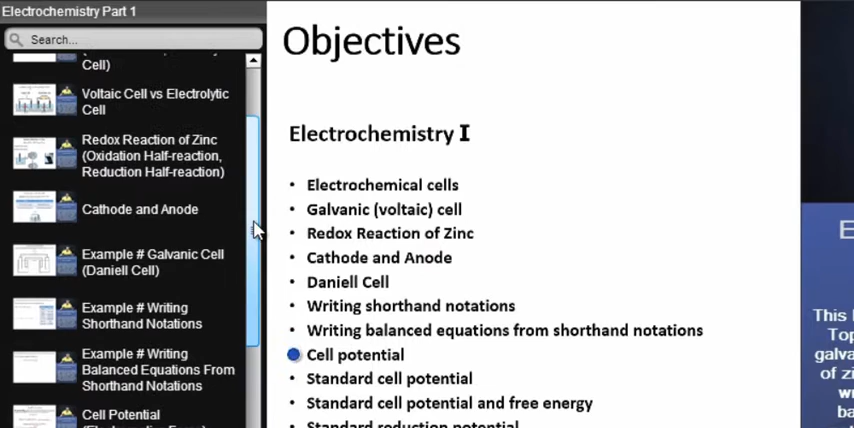 Electrochemistry Part 1
Search...
Cell)
Voltaic Cell vs Electrolytic
Cell
Redox Reaction of Zinc
(Oxidation Half-reaction,
Reduction Half-reaction)
Cathode and Anode
Example # Galvanic Cell
(Daniell Cell)
Example # Writing
Shorthand Notations
Example # Writing
Balanced Equations From
Shorthand Notations
Cell Potential
Objectives
Electrochemistry I
• Electrochemical cells
• Galvanic (voltaic) cell
• Redox Reaction of Zinc
• Cathode and Anode
• Daniell Cell
• Writing shorthand notations
• Writing balanced equations from shorthand notations
Cell potential
• Standard cell potential
• Standard cell potential and free energy
• Standard reduction potential
E
This
Top
galva
of zi
w
ba